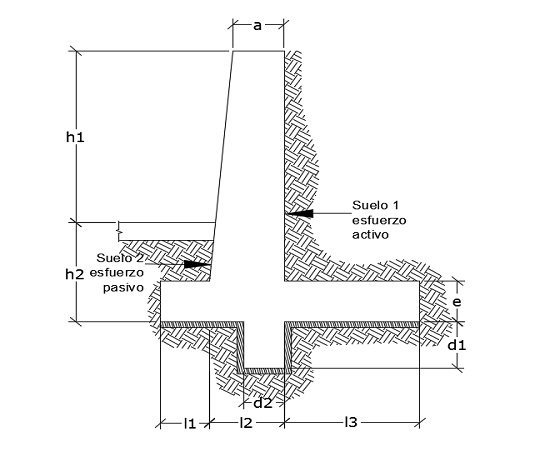 a
h1
Suelo 1
esfuerzo
activo
Suelo 2
esfuerzo
pasivo
h2
e
d1
d2
l1
l2
l3